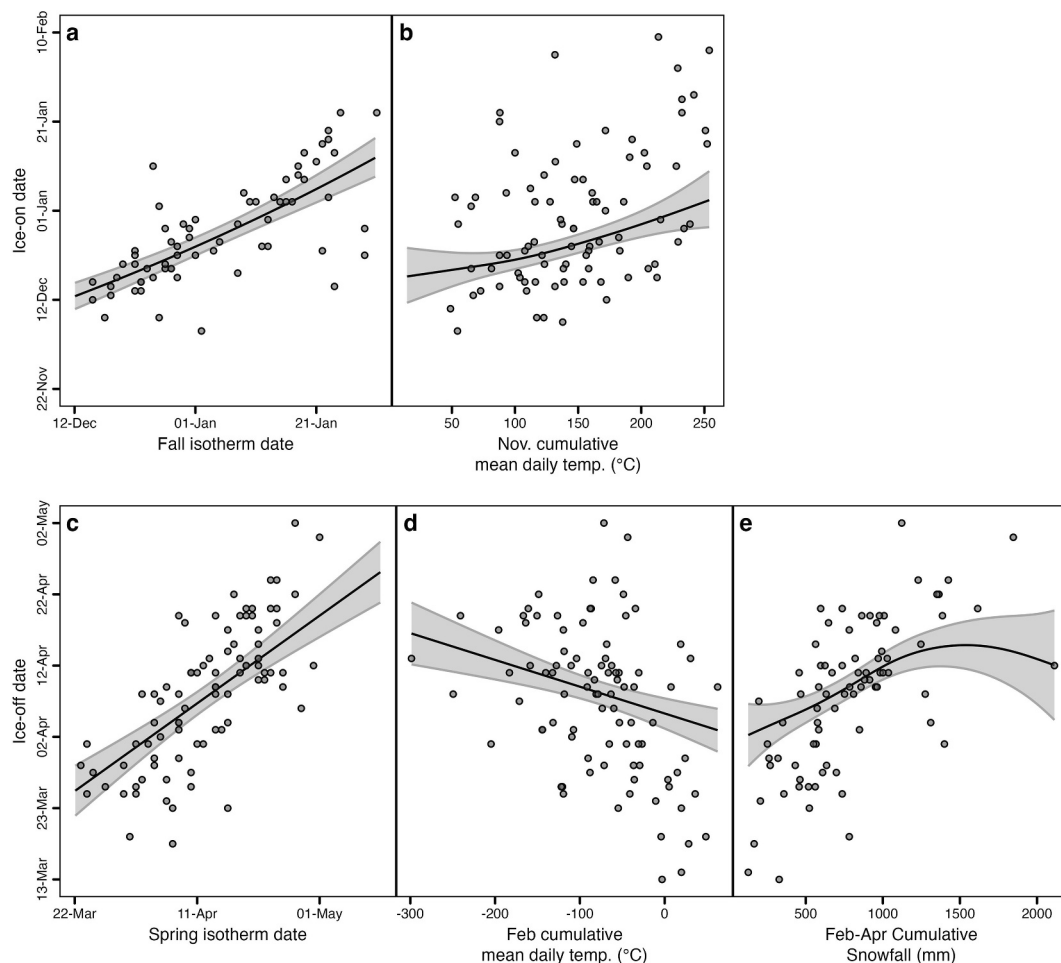 a
b
Ice-on date
10-Feb
21-Jan
01-Jan
12-Dec
22-Nov
12-Dec
01-Jan
21-Jan
Fall isotherm date
50
100
150
200
250
Nov. cumulative
mean daily temp. (°C)
c
d
e
Ice-off date
02-May
22-Apr
12-Apr
02-Apr
23-Mar
13-Mar
22-Mar
11-Apr
01-May
Spring isotherm date
-300
-200
-100
0
Feb cumulative
mean daily temp. (°C)
500
1000
1500
2000
Feb-Apr Cumulative
Snowfall (mm)